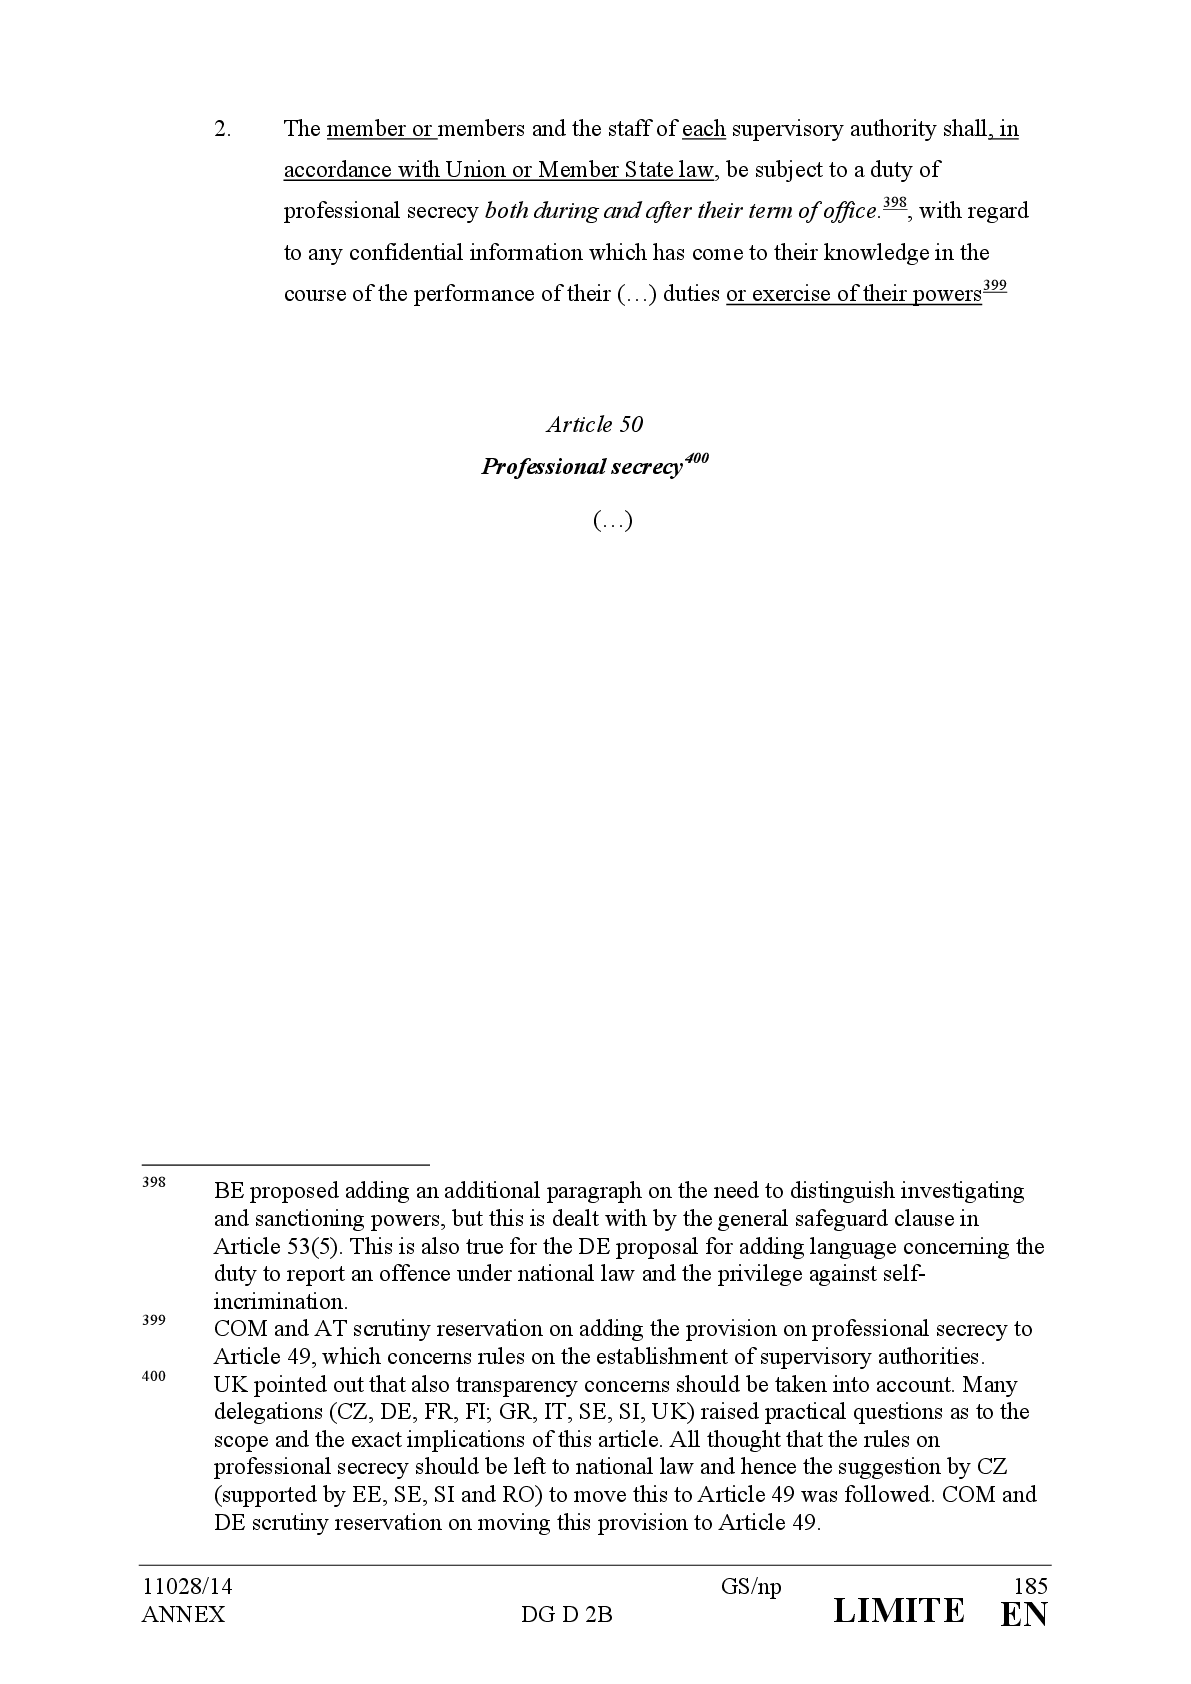 2. The member or members and the staff of each supervisory authority shall, in
accordance with Union or Member State law, be subject to a duty of
professional secrecy both during and after their term of office.398, with regard
to any confidential information which has come to their knowledge in the
course of the performance of their (…) duties or exercise of their powers399
Article 50
Professional secrecy400
(…)
398 BE proposed adding an additional paragraph on the need to distinguish investigating
and sanctioning powers, but this is dealt with by the general safeguard clause in
Article 53(5). This is also true for the DE proposal for adding language concerning the
duty to report an offence under national law and the privilege against self-
incrimination.
399 COM and AT scrutiny reservation on adding the provision on professional secrecy to
Article 49, which concerns rules on the establishment of supervisory authorities.
400 UK pointed out that also transparency concerns should be taken into account. Many
delegations (CZ, DE, FR, FI; GR, IT, SE, SI, UK) raised practical questions as to the
scope and the exact implications of this article. All thought that the rules on
professional secrecy should be left to national law and hence the suggestion by CZ
(supported by EE, SE, SI and RO) to move this to Article 49 was followed. COM and
DE scrutiny reservation on moving this provision to Article 49.
11028/14 GS/np 185
ANNEX DG D 2B LIMITE EN